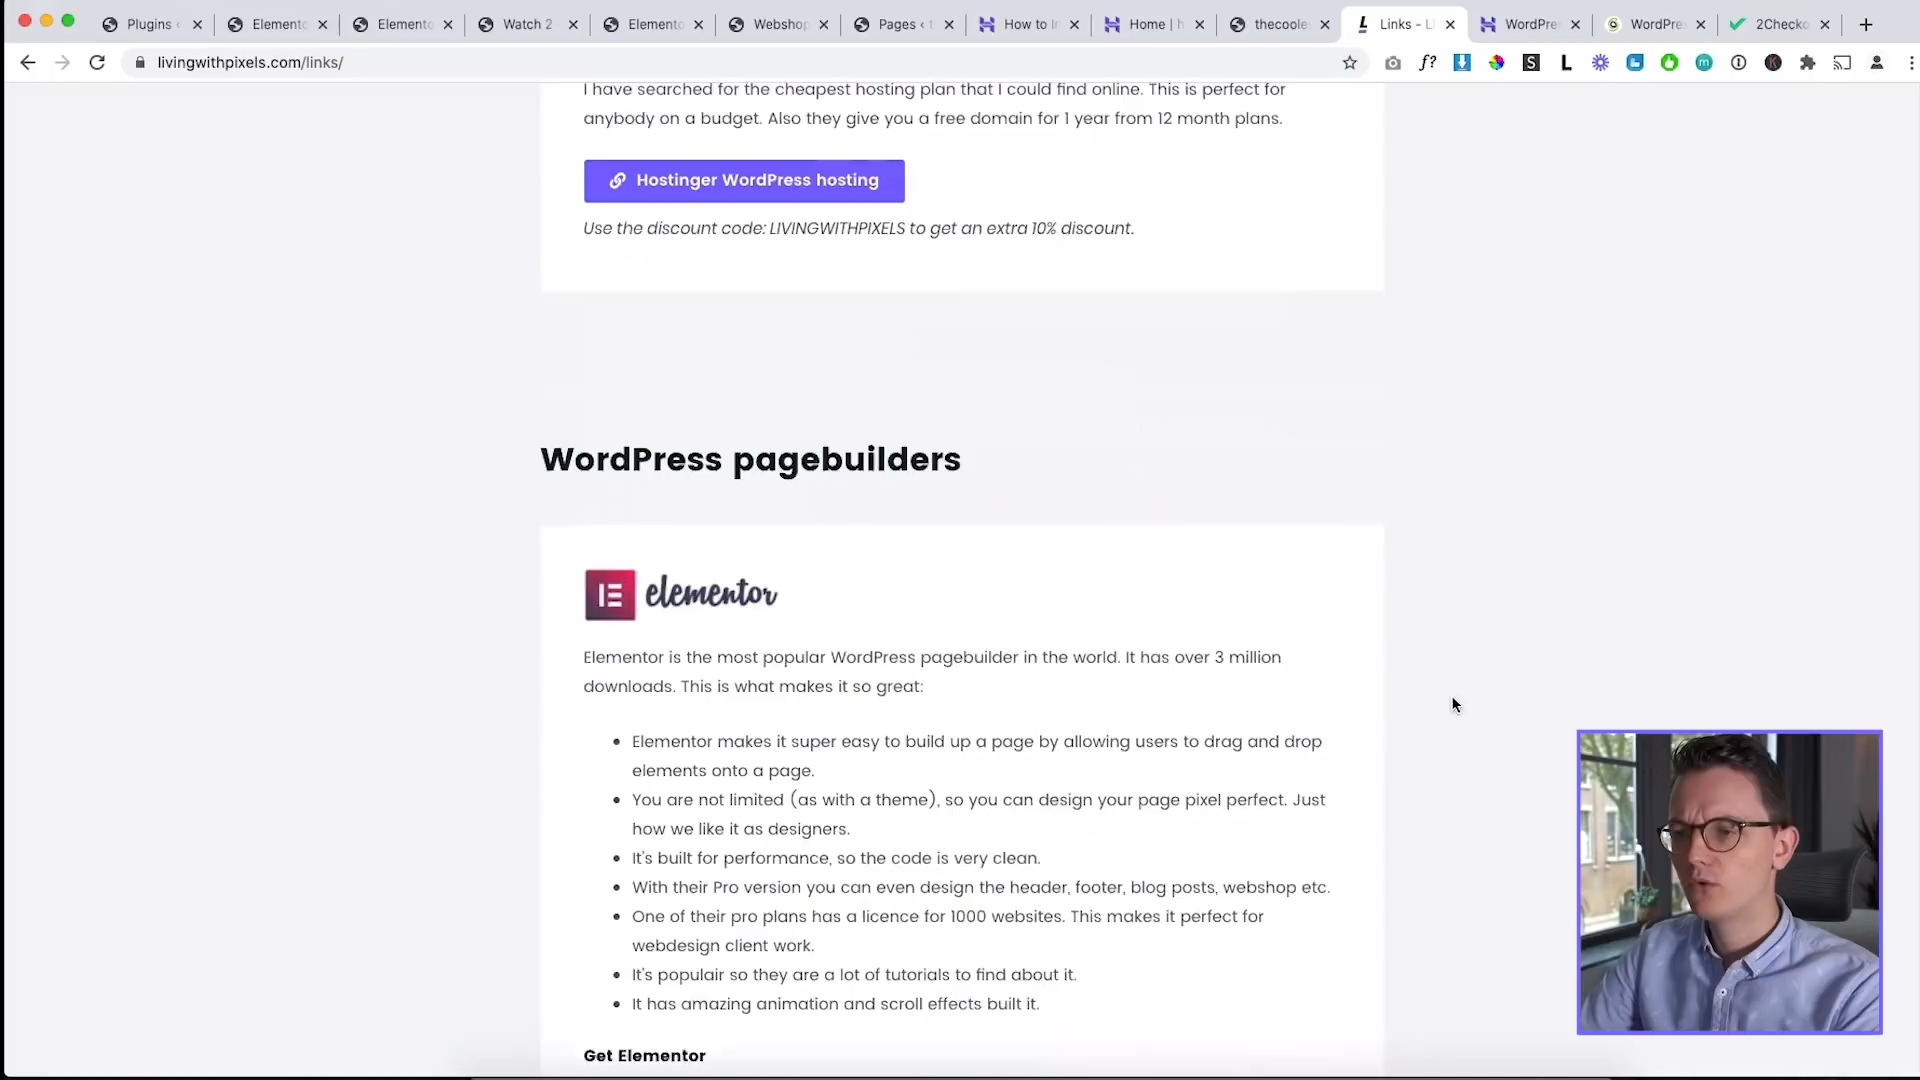 Plugins ‹
Elemento
Elemento
Watch 2
Elemento
Webshop
Pages ‹
How to In
Home | h
thecooles
Links – Li
WordPre
WordPre
2Checko
livingwithpixels.com/links/
I have searched for the cheapest hosting plan that I could find online. This is perfect for
anybody on a budget. Also they give you a free domain for 1 year from 12 month plans.
Hostinger WordPress hosting
Use the discount code: LIVINGWITHPIXELS to get an extra 10% discount.
WordPress pagebuilders
elementor
Elementor is the most popular WordPress pagebuilder in the world. It has over 3 million
downloads. This is what makes it so great:
Elementor makes it super easy to build up a page by allowing users to drag and drop
elements onto a page.
You are not limited (as with a theme), so you can design your page pixel perfect. Just
how we like it as designers.
It's built for performance, so the code is very clean.
With their Pro version you can even design the header, footer, blog posts, webshop etc.
One of their pro plans has a licence for 1000 websites. This makes it perfect for
webdesign client work.
It's populair so they are a lot of tutorials to find about it.
It has amazing animation and scroll effects built it.
Get Elementor